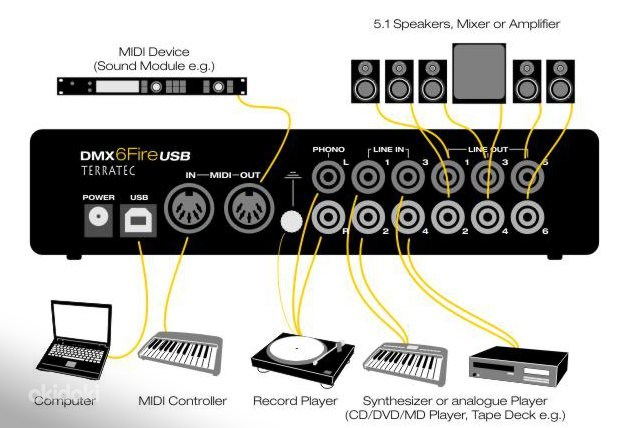 5.1 Speakers, Mixer or Amplifier
MIDI Device
(Sound Module e.g.)
DMX6Fire USB
TERRATEC
PHONO
LINE IN
LINE OUT
L 1 3 1 3 5
IN MIDI OUT
POWER USB
R 2 4 2 4 6
okidoki
Computer
MIDI Controller
Record Player
Synthesizer or analogue Player
(CD/DVD/MD Player, Tape Deck e.g.)